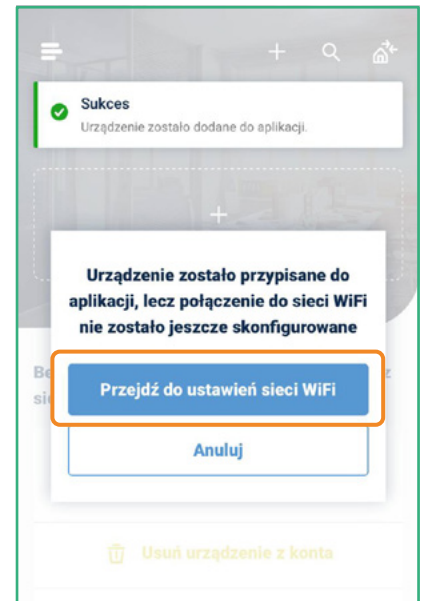 Sukces
Urządzenie zostało dodane do aplikacji.
Urządzenie zostało przypisane do
aplikacji, lecz połączenie do sieci WiFi
nie zostało jeszcze skonfigurowane
Przejdź do ustawień sieci WiFi
Anuluj
Usuń urządzenie z konta